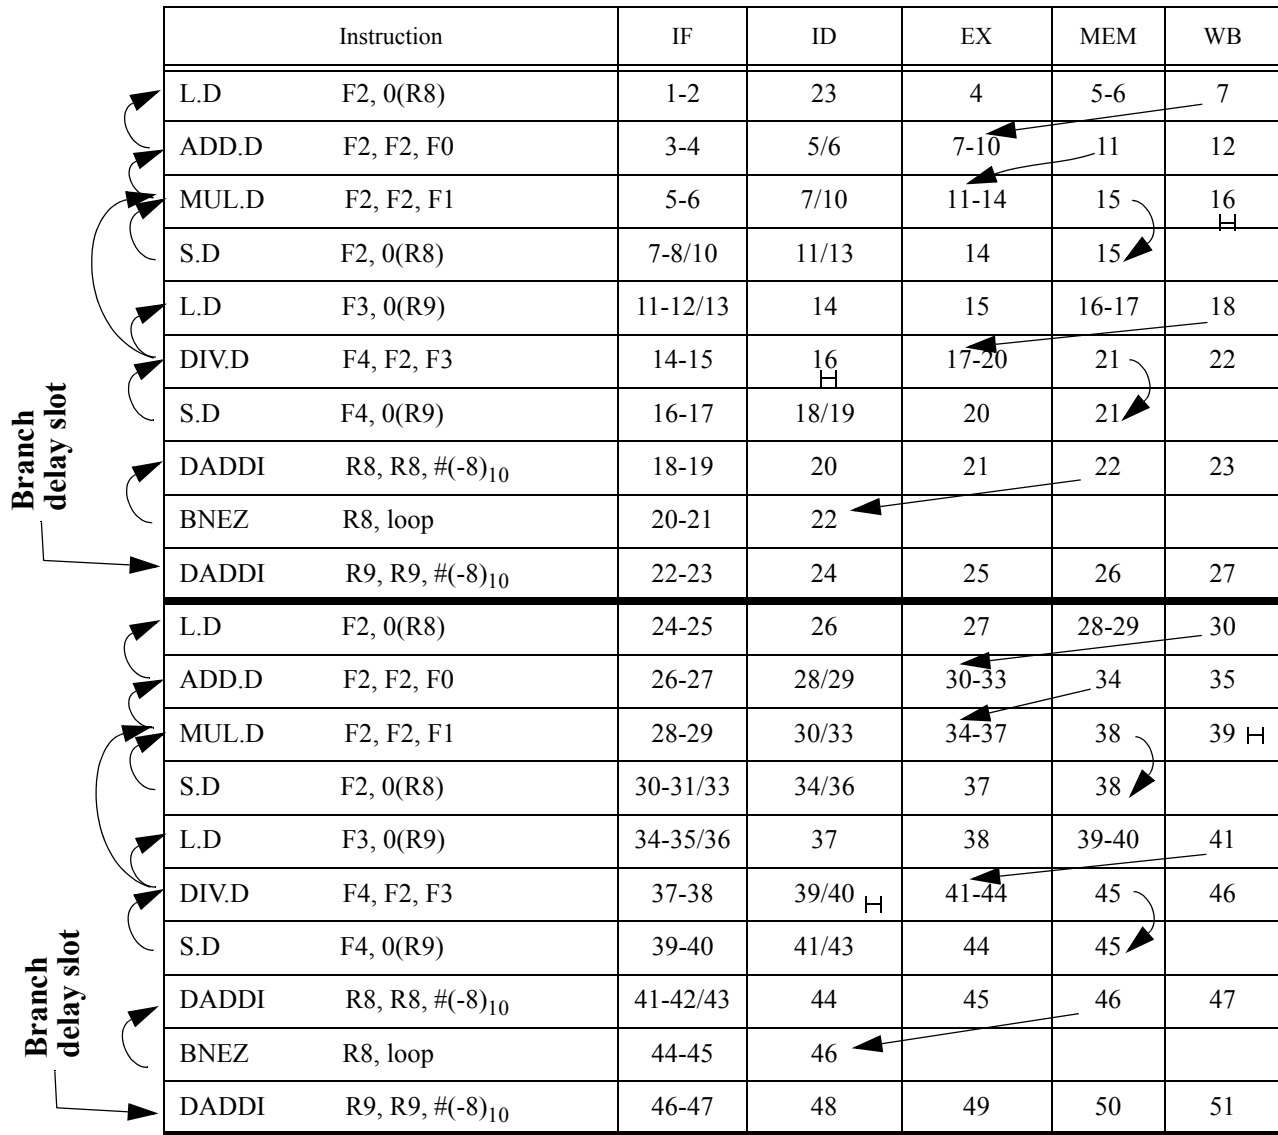 Instruction IF ID EX MEM WB
L.D F2, 0(R8) 1-2 23 4 5-6 7
ADD.D F2, F2, F0 3-4 5/6 7-10 11 12
MUL.D F2, F2, F1 5-6 7/10 11-14 15 16
S.D F2, 0(R8) 7-8/10 11/13 14 15
L.D F3, 0(R9) 11-12/13 14 15 16-17 18
DIV.D F4, F2, F3 14-15 16 17-20 21 22
S.D F4, 0(R9) 16-17 18/19 20 21
DADDI R8, R8, #(-8)10 18-19 20 21 22 23
BNEZ R8, loop 20-21 22
DADDI R9, R9, #(-8)10 22-23 24 25 26 27
Branch
delay slot
L.D F2, 0(R8) 24-25 26 27 28-29 30
ADD.D F2, F2, F0 26-27 28/29 30-33 34 35
MUL.D F2, F2, F1 28-29 30/33 34-37 38 39
S.D F2, 0(R8) 30-31/33 34/36 37 38
L.D F3, 0(R9) 34-35/36 37 38 39-40 41
DIV.D F4, F2, F3 37-38 39/40 41-44 45 46
S.D F4, 0(R9) 39-40 41/43 44 45
DADDI R8, R8, #(-8)10 41-42/43 44 45 46 47
BNEZ R8, loop 44-45 46
DADDI R9, R9, #(-8)10 46-47 48 49 50 51
Branch
delay slot